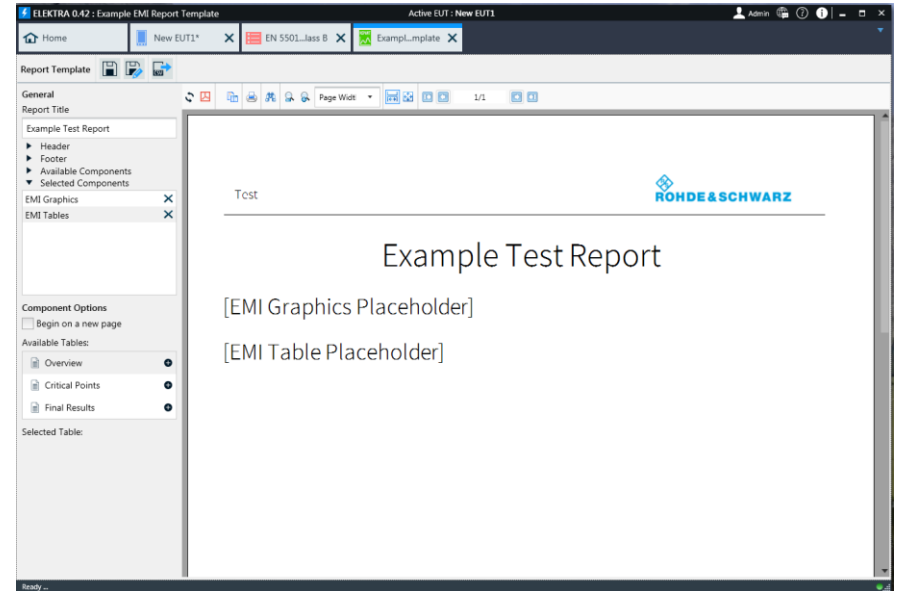 ELEKTRA 0.42 : Example EMI Report Template
Active EUT : New EUT1
Admin
Home
New EUT1*
EN 5501...lass B
Exampl...mplate
Report Template
General
Report Title
Example Test Report
Header
Footer
Available Components
Selected Components
EMI Graphics
EMI Tables
Component Options
Begin on a new page
Available Tables:
Overview
Critical Points
Final Results
Selected Table:
Page Widt
1/1
Test
ROHDE&SCHWARZ
Example Test Report
[EMI Graphics Placeholder]
[EMI Table Placeholder]
Ready ...